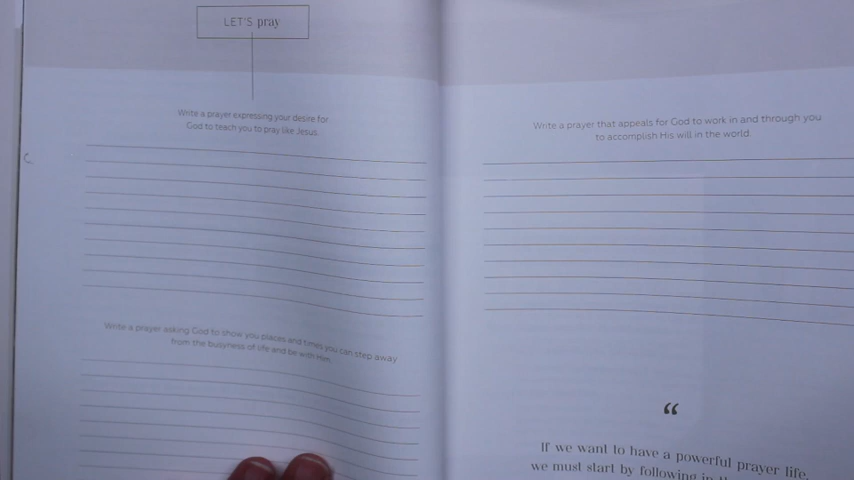 LET'S pray
Write a prayer expressing your desire for
God to teach you to pray like Jesus.
Write a prayer asking God to show you places and times you can step away
from the busyness of life and be with Him.
Write a prayer that appeals for God to work in and through you
to accomplish His will in the world.
“
If we want to have a powerful prayer life,
we must start by following in